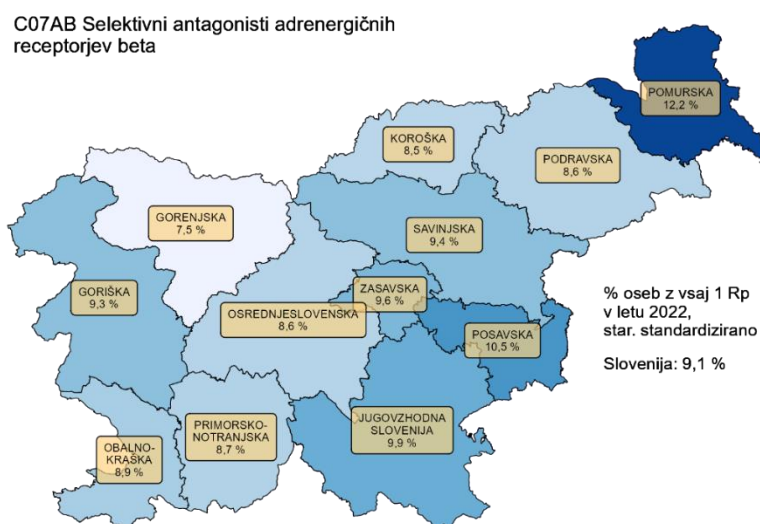 C07AB Selektivni antagonisti adrenergičnih
receptorjev beta
POMURSKA
12,2 %
KOROŠKA
8,5 %
PODRAVSKA
8,6 %
GORENJSKA
7,5 %
SAVINJSKA
9,4 %
GORIŠKA
9,3 %
ZASAVSKA
9,6 %
OSREDNJESLOVENSKA
8,6 %
POSAVSKA
10,5 %
% oseb z vsaj 1 Rp
v letu 2022,
star. standardizirano
Slovenija: 9,1 %
PRIMORSKO-
NOTRANJSKA
8,7 %
JUGOVZHODNA
SLOVENIJA
9,9 %
OBALNO-
KRAŠKA
8,9 %